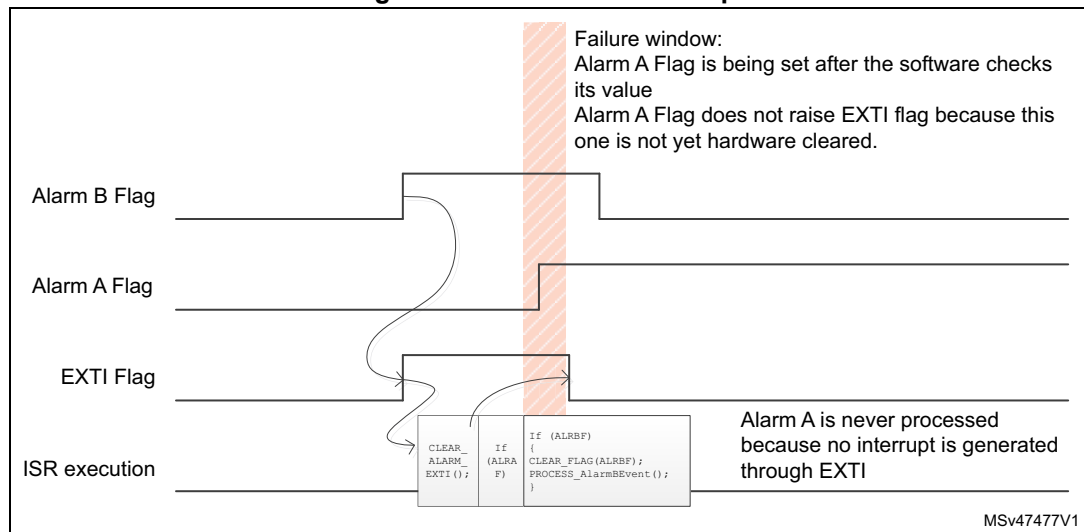 Failure window:
Alarm A Flag is being set after the software checks
its value
Alarm A Flag does not raise EXTI flag because this
one is not yet hardware cleared.
Alarm B Flag
Alarm A Flag
EXTI Flag
Alarm A is never processed
because no interrupt is generated
through EXTI
ISR execution
CLEAR_
ALARM_
EXTI();
If
(ALRA
F)
If (ALRBF)
{
CLEAR_FLAG(ALRBF);
PROCESS_AlarmBEvent();
}
MSv47477V1